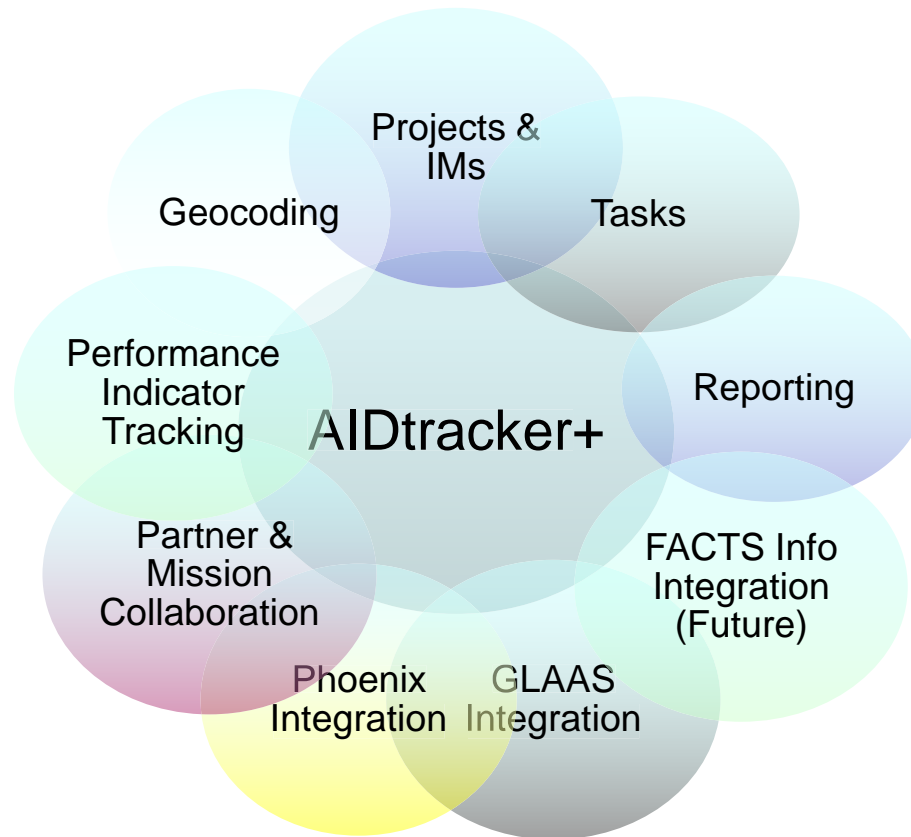 Projects &
IMs
Tasks
Geocoding
Reporting
Performance
Indicator
Tracking
AIDtracker+
Partner &
Mission
Collaboration
FACTS Info
Integration
(Future)
Phoenix
Integration
GLAAS
Integration